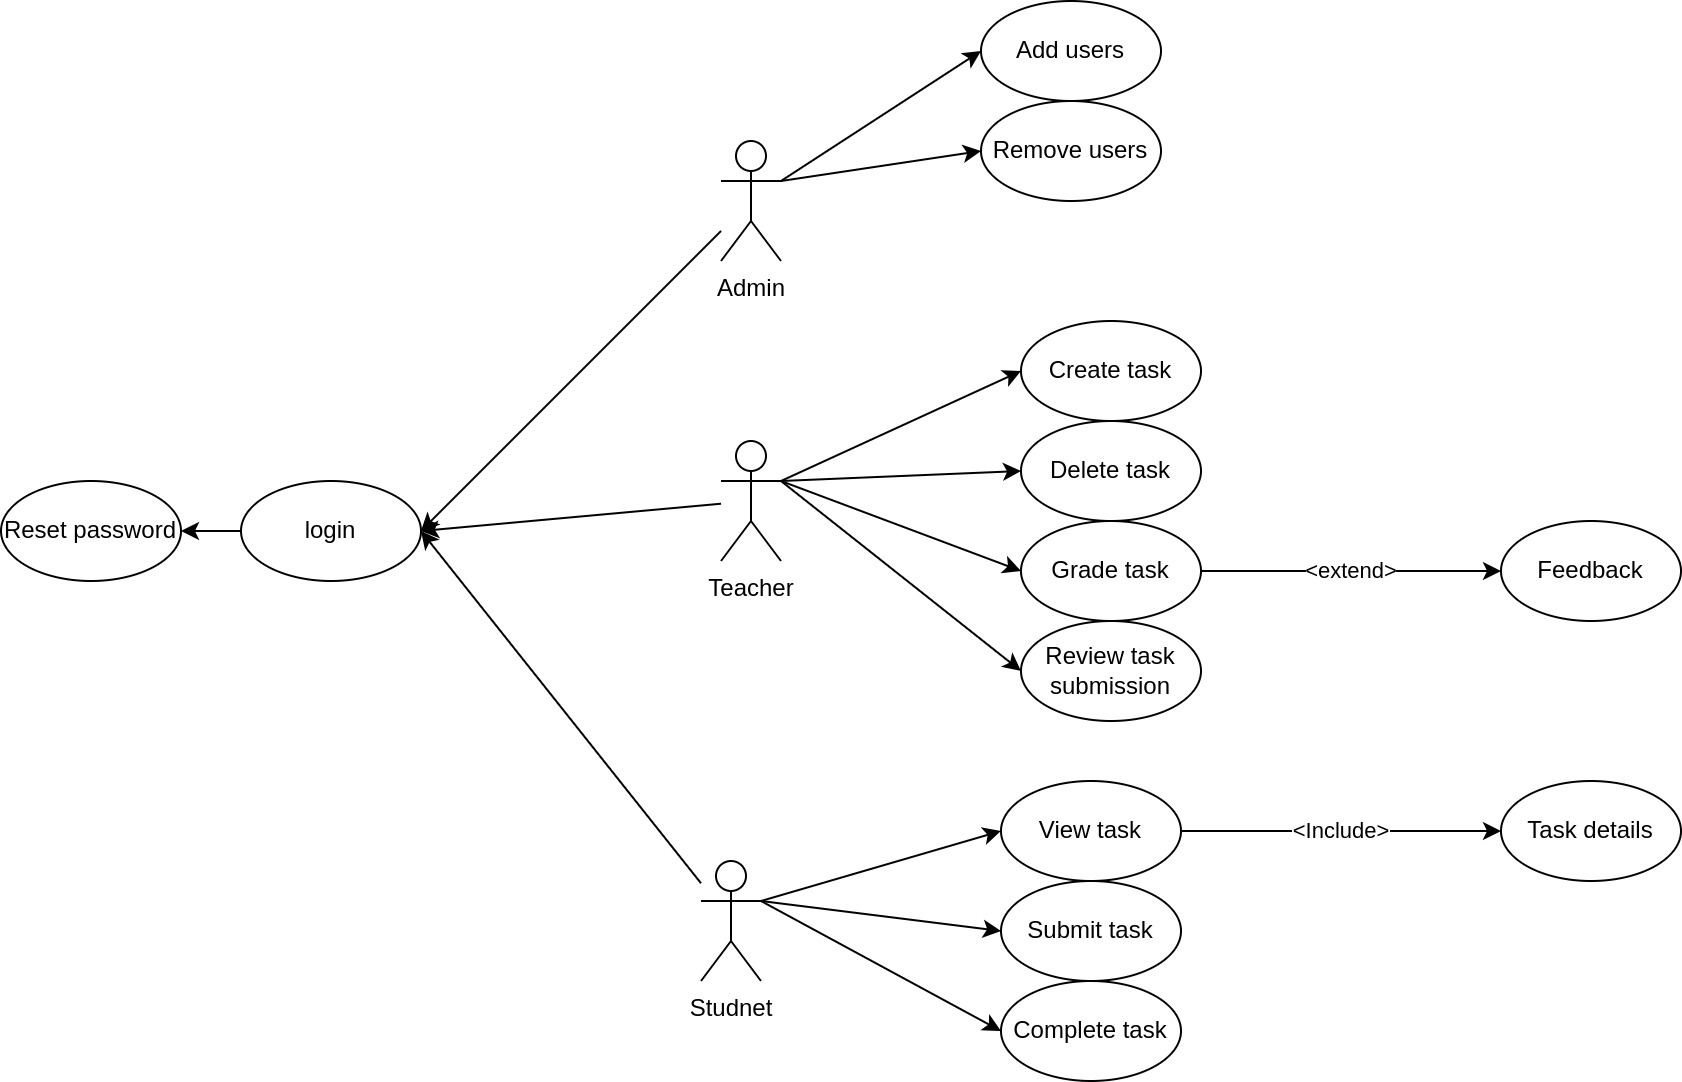 Add users
Remove users
Admin
Create task
Delete task
Reset password
login
Teacher
Grade task
<extend>
Feedback
Review task
submission
View task
<Include>
Task details
Submit task
Studnet
Complete task